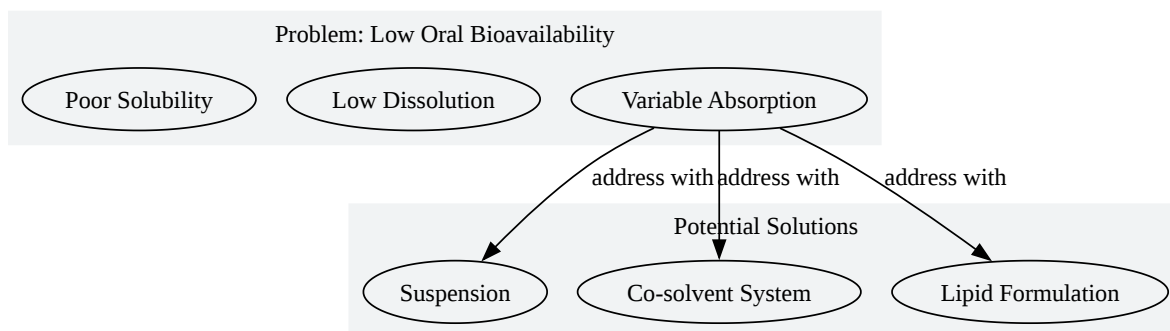 Problem: Low Oral Bioavailability
Poor Solubility
Low Dissolution
Variable Absorption
address with
address with
address with
Potential Solutions
Suspension
Co-solvent System
Lipid Formulation